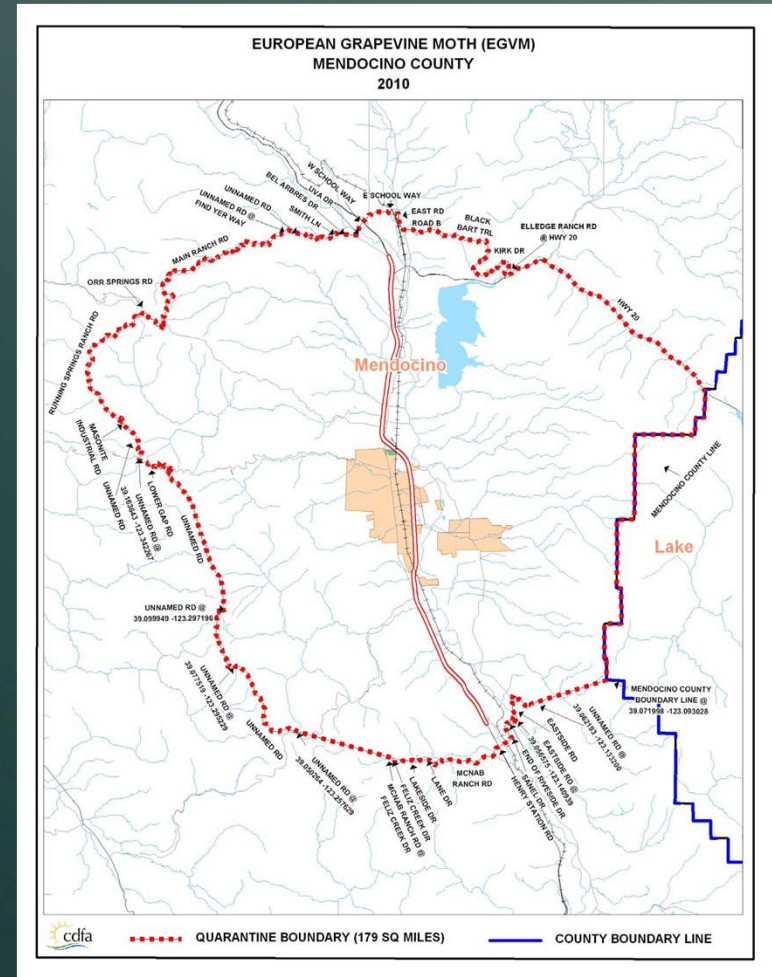 EUROPEAN GRAPEVINE MOTH (EGVM)
MENDOCINO COUNTY
2010
W SCHOOL WAY
UVA DR
BEL ARBRES DR
E SCHOOL WAY
UNNAMED RD
SMITH LN
EAST RD
ROAD B
BLACK
BART TRL
ELLEDGE RANCH RD
@ HWY 20
UNNAMED RD @
FIND YER WAY
KIRK DR
MAIN RANCH RD
ORR SPRINGS RD
HWY 20
RUNNING SPRINGS RANCH RD
Mendocino
MASONITE
INDUSTRIAL RD
UNNAMED RD
UNNAMED RD @
39.163643 -123.342267
LOWER GAP RD
UNNAMED RD
MENDOCINO COUNTY LINE
Lake
UNNAMED RD @
39.099949 -123.297196
UNNAMED RD @
39.077519 -123.295229
UNNAMED RD
UNNAMED RD @
39.050264 -123.257629
MCNAB RANCH RD @
FELIZ CREEK DR
FELIZ CREEK DR
LAKESIDE DR
LANE DR
MCNAB
RANCH RD
HENRY STATION RD
SANEL DR
END OF RIVESIDE DR
EASTSIDE RD @
39.056575 -123.140939
EASTSIDE RD
UNNAMED RD @
39.062193 -123.133200
MENDOCINO COUNTY
BOUNDARY LINE @
39.071998 -123.093028
cdfa
QUARANTINE BOUNDARY (179 SQ MILES)
COUNTY BOUNDARY LINE